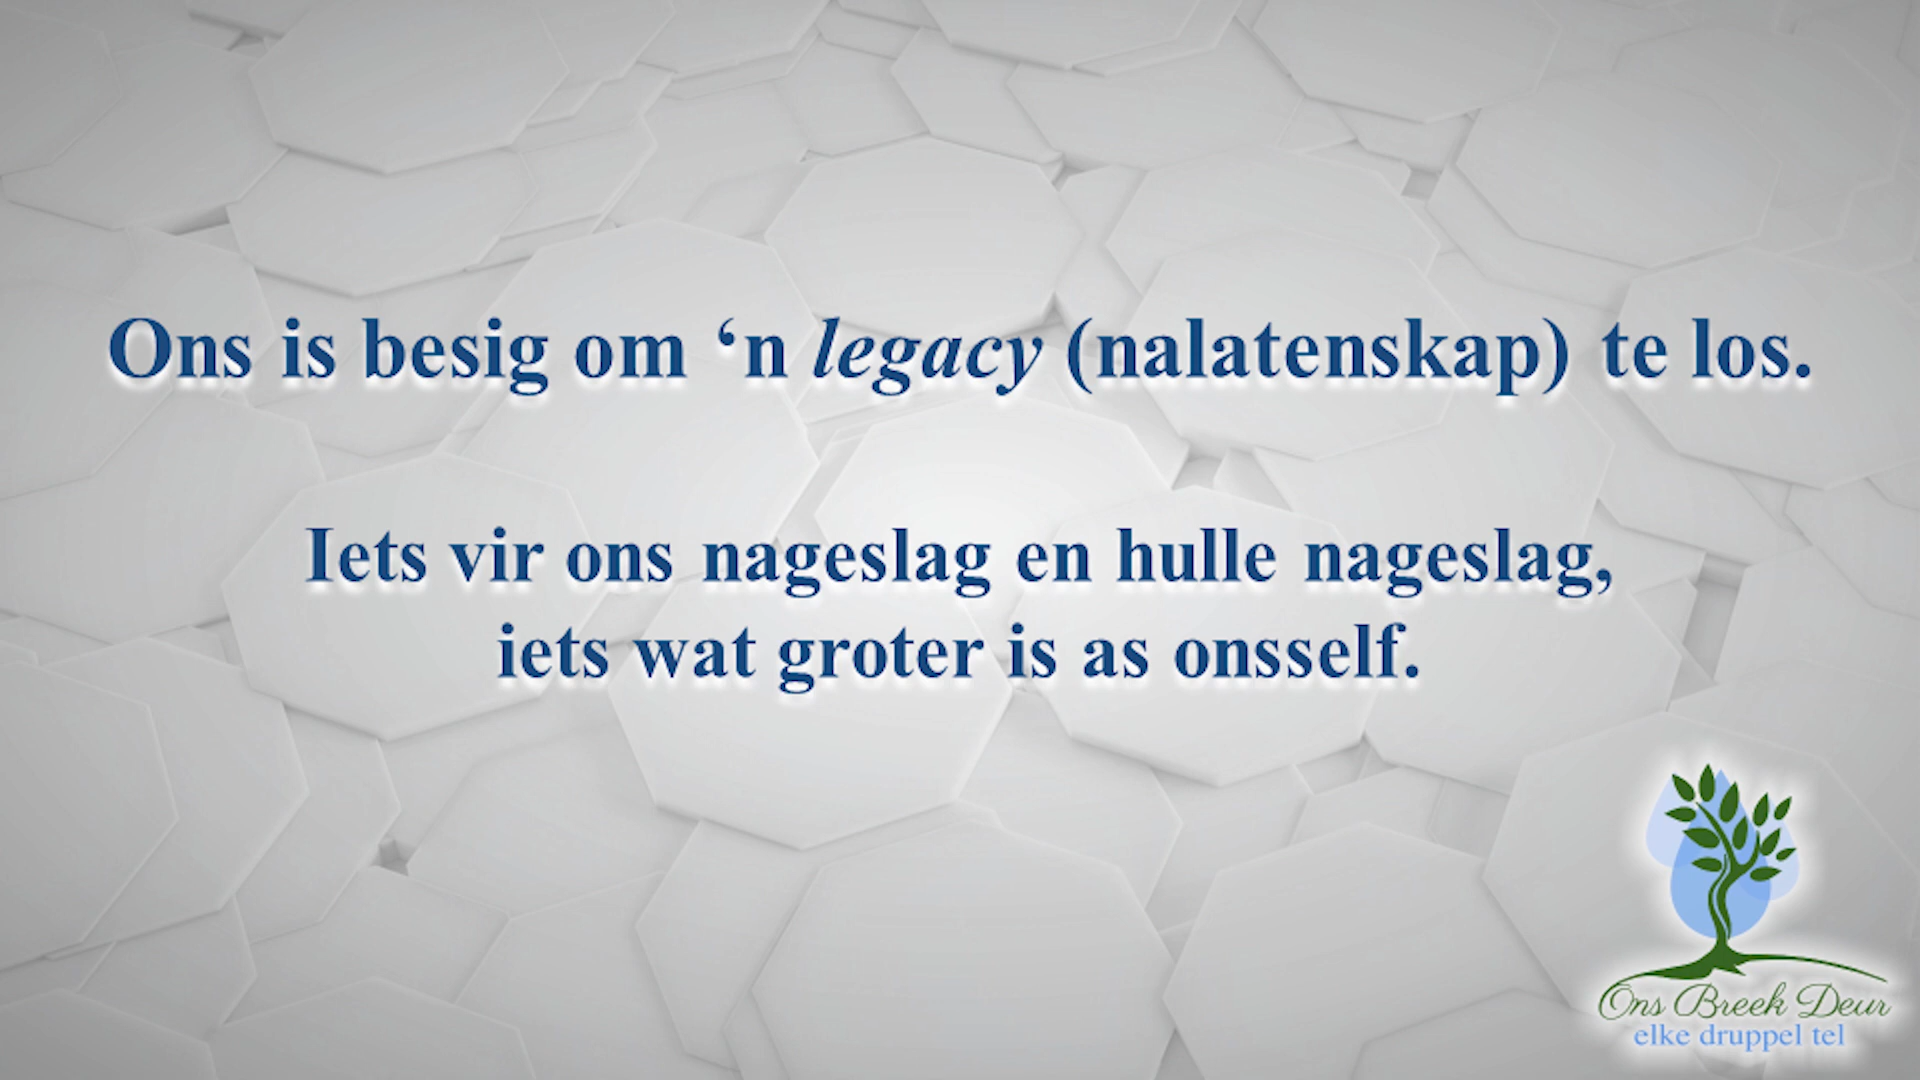 Ons is besig om ‘n legacy (nalatenskap) te los.
Iets vir ons nageslag en hulle nageslag,
iets wat groter is as onsself.
Ons Breek Deur
elke druppel tel